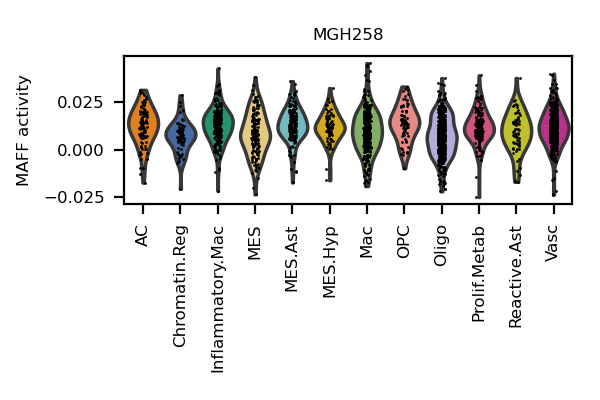 MGH258
MAFF activity
0.025
0.000
−0.025
AC
Chromatin.Reg
Inflammatory.Mac
MES
MES.Ast
MES.Hyp
Mac
OPC
Oligo
Prolif.Metab
Reactive.Ast
Vasc